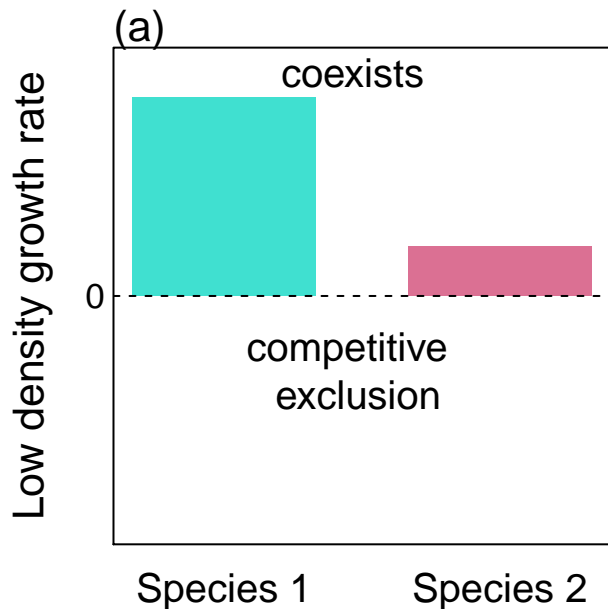 (a)
coexists
Low density growth rate
0
competitive
exclusion
Species 1
Species 2